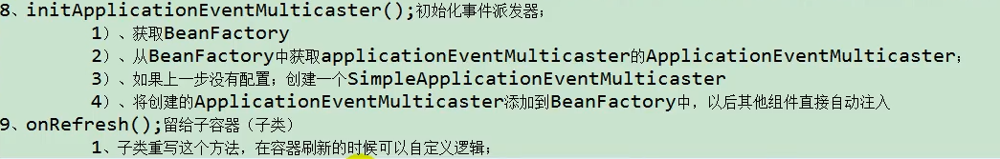 8、initApplicationEventMulticaster();初始化事件派发器;
1)、获取BeanFactory
2)、从BeanFactory中获取applicationEventMulticaster的ApplicationEventMulticaster;
3)、如果上一步没有配置;创建一个SimpleApplicationEventMulticaster
4)、将创建的ApplicationEventMulticaster添加到BeanFactory中，以后其他组件直接自动注入
9、onRefresh();留给子容器（子类）
1、子类重写这个方法，在容器刷新的时候可以自定义逻辑;